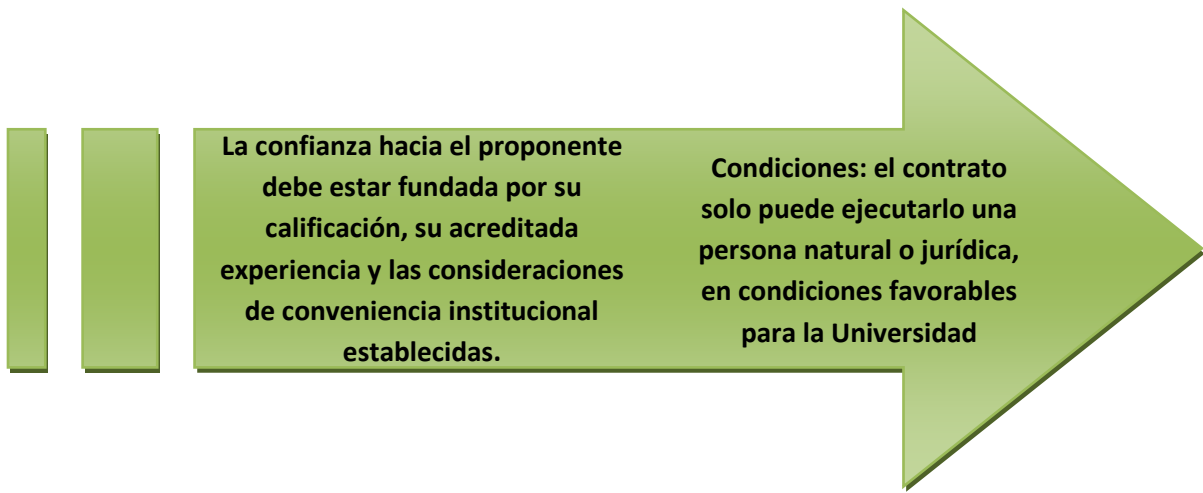 La confianza hacia el proponente
debe estar fundada por su
calificación, su acreditada
experiencia y las consideraciones
de conveniencia institucional
establecidas.
Condiciones: el contrato
solo puede ejecutarlo una
persona natural o jurídica,
en condiciones favorables
para la Universidad